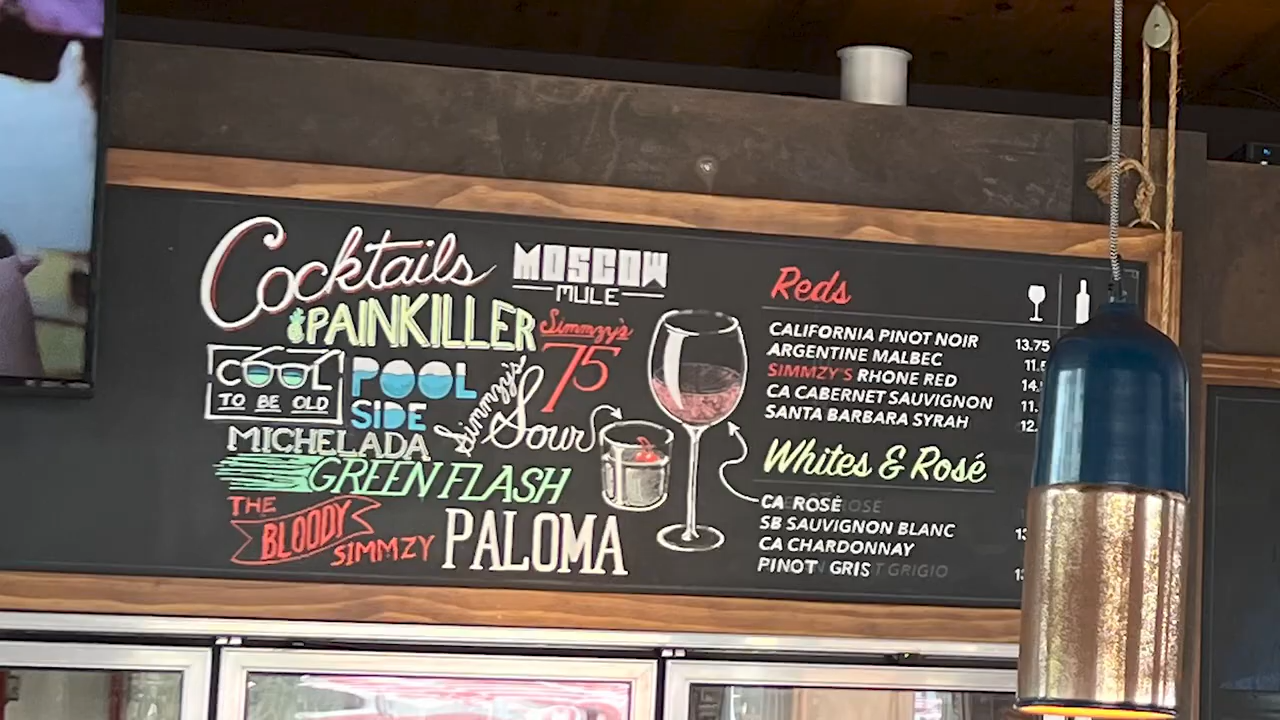 Cocktails
MOSCOW
MULE
PAINKILLER
Simmzy's
75
COOL
TO BE OLD
POOL
SIDE
Simmzy's
Sour
MICHELADA
GREEN FLASH
THE
BLOODY
SIMMZY
PALOMA
Reds
CALIFORNIA PINOT NOIR 13.75
ARGENTINE MALBEC
SIMMZY'S RHONE RED
CA CABERNET SAUVIGNON
SANTA BARBARA SYRAH
Whites & Rosé
CA ROSÉ
SB SAUVIGNON BLANC
CA CHARDONNAY
PINOT GRIS